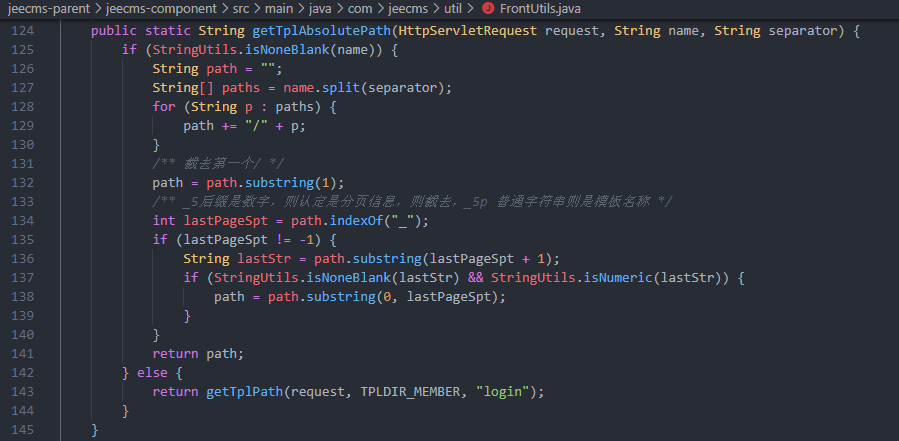 jeecms-parent > jeecms-component > src > main > java > com > jeecms > util > J FrontUtils.java
124 public static String getTplAbsolutePath(HttpServletRequest request, String name, String separator) {
125 if (StringUtils.isNoneBlank(name)) {
126 String path = "";
127 String[] paths = name.split(separator);
128 for (String p : paths) {
129 path += "/" + p;
130 }
131 /** 截去第一个/ */
132 path = path.substring(1);
133 /** _5后缀是数字，则认定是分页信息，则截去，_5p 普通字符串则是模板名称 */
134 int lastPageSpt = path.indexOf("_");
135 if (lastPageSpt != -1) {
136 String lastStr = path.substring(lastPageSpt + 1);
137 if (StringUtils.isNoneBlank(lastStr) && StringUtils.isNumeric(lastStr)) {
138 path = path.substring(0, lastPageSpt);
139 }
140 }
141 return path;
142 } else {
143 return getTplPath(request, TPLDIR_MEMBER, "login");
144 }
145 }